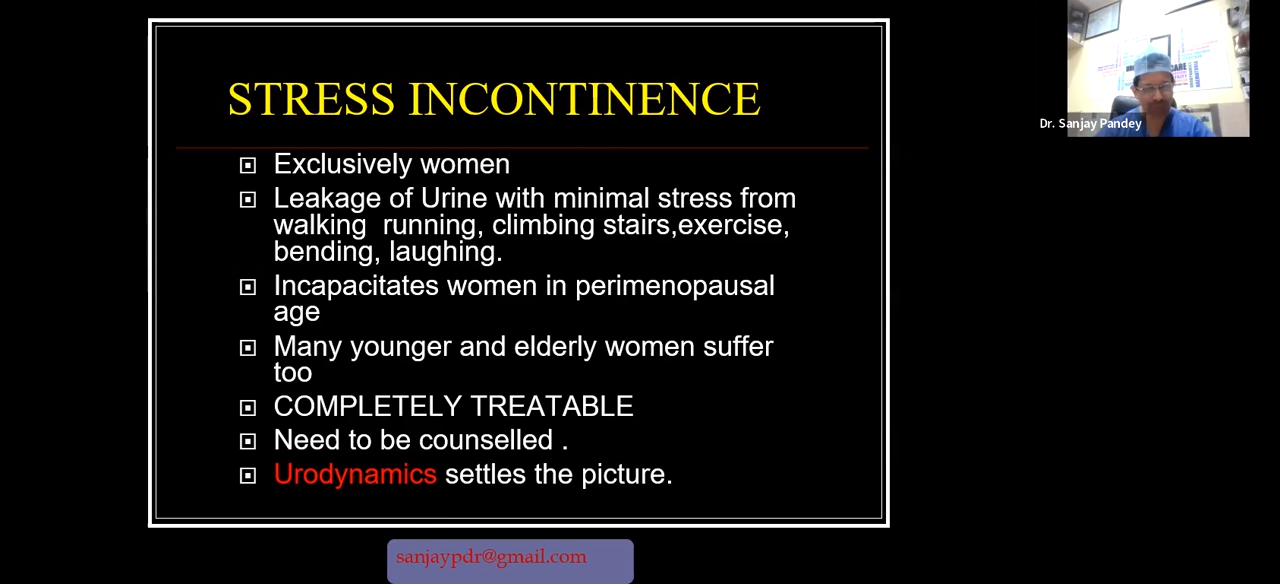 STRESS INCONTINENCE
Exclusively women
Leakage of Urine with minimal stress from
walking  running, climbing stairs,exercise,
bending, laughing.
Incapacitates women in perimenopausal
age
Many younger and elderly women suffer
too
COMPLETELY TREATABLE
Need to be counselled .
Urodynamics settles the picture.
sanjaypdr@gmail.com
Dr. Sanjay Pandey